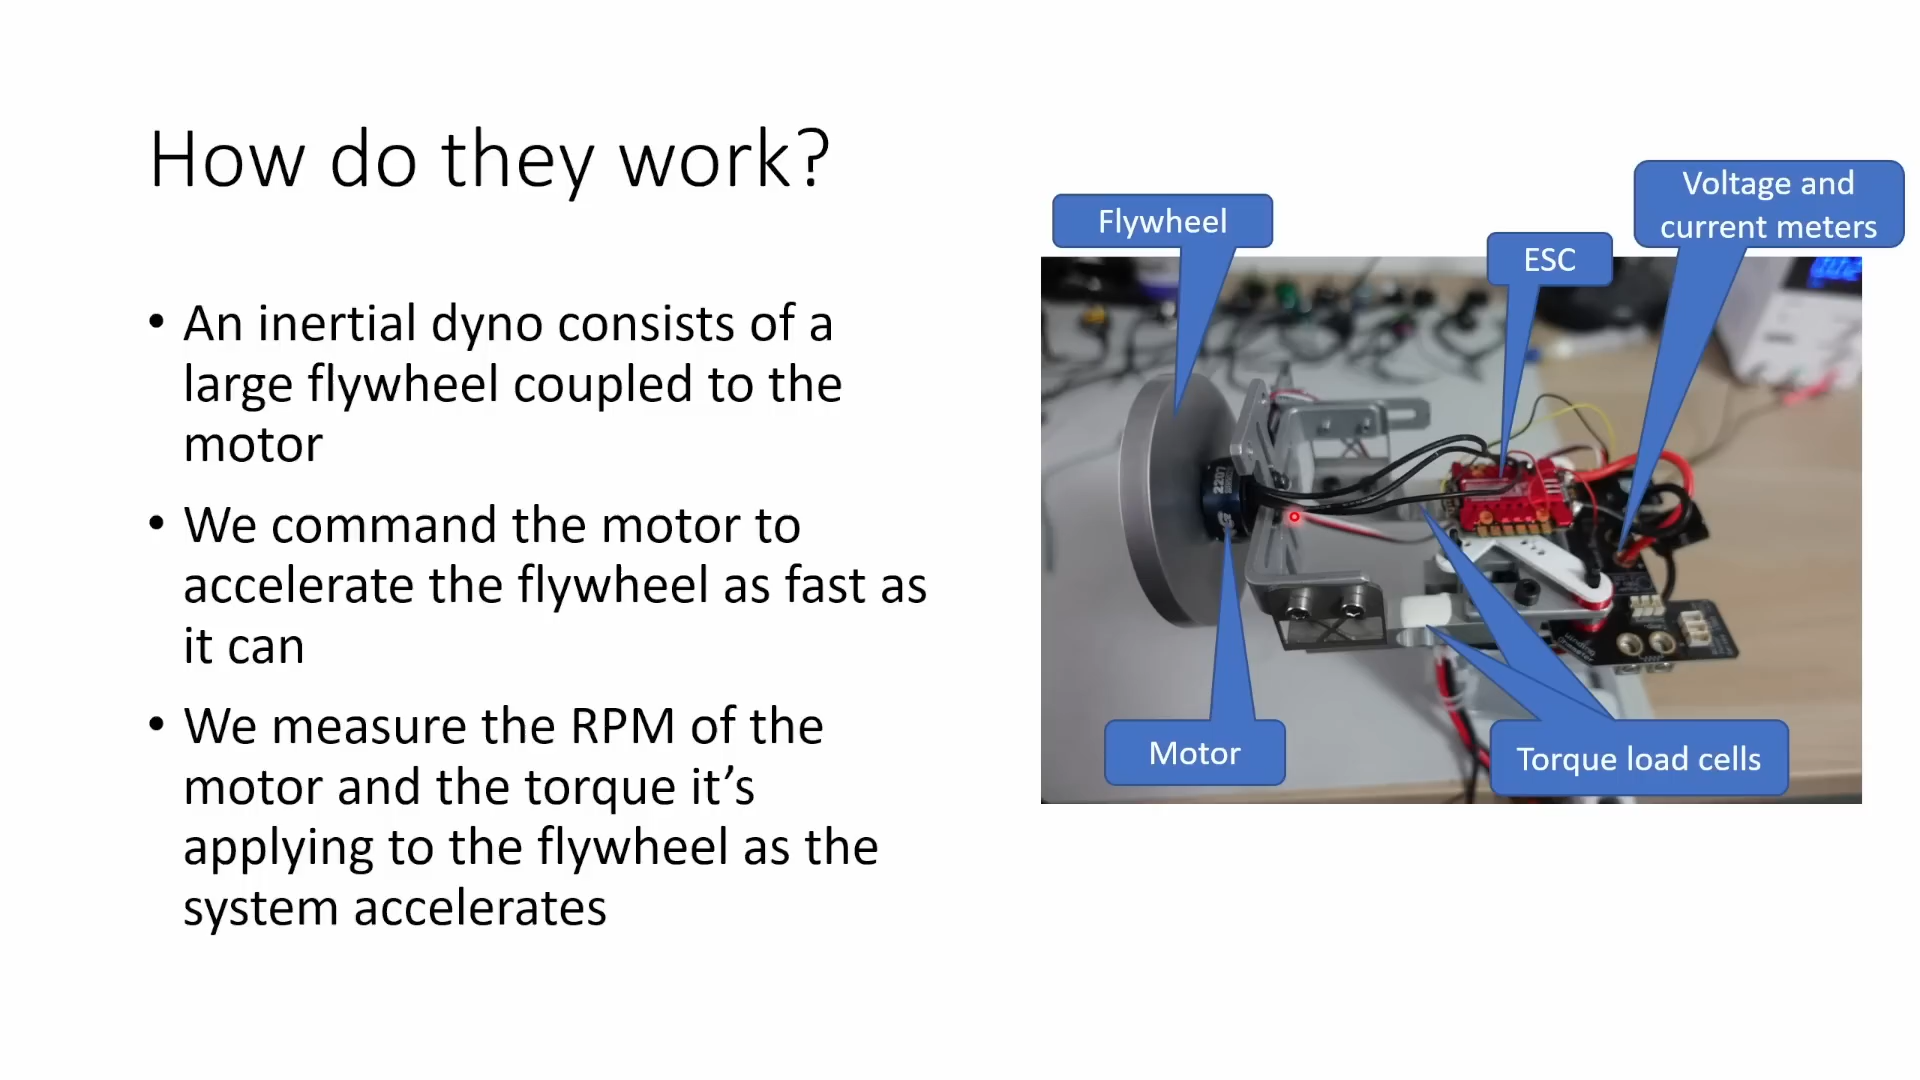 How do they work?
• An inertial dyno consists of a
large flywheel coupled to the
motor
• We command the motor to
accelerate the flywheel as fast as
it can
• We measure the RPM of the
motor and the torque it’s
applying to the flywheel as the
system accelerates
Flywheel
ESC
Voltage and
current meters
2207
Motor
Torque load cells